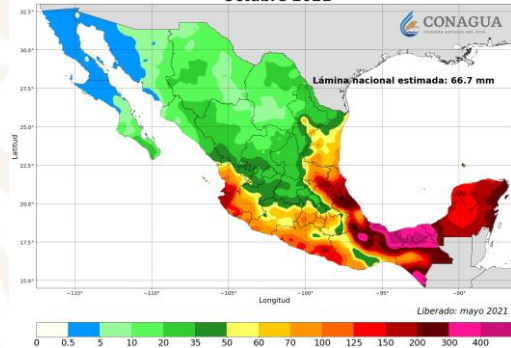 CONAGUA
COMISIÓN NACIONAL DEL AGUA
Lámina nacional estimada: 66.7 mm
32.5°
30.0°
27.5°
25.0°
22.5°
20.0°
17.5°
15.0°
Latitud
−115° −110° −105° −100° −95° −90°
Longitud
Liberado: mayo 2021
0 0.5 5 10 20 35 50 60 70 100 125 150 200 300 400